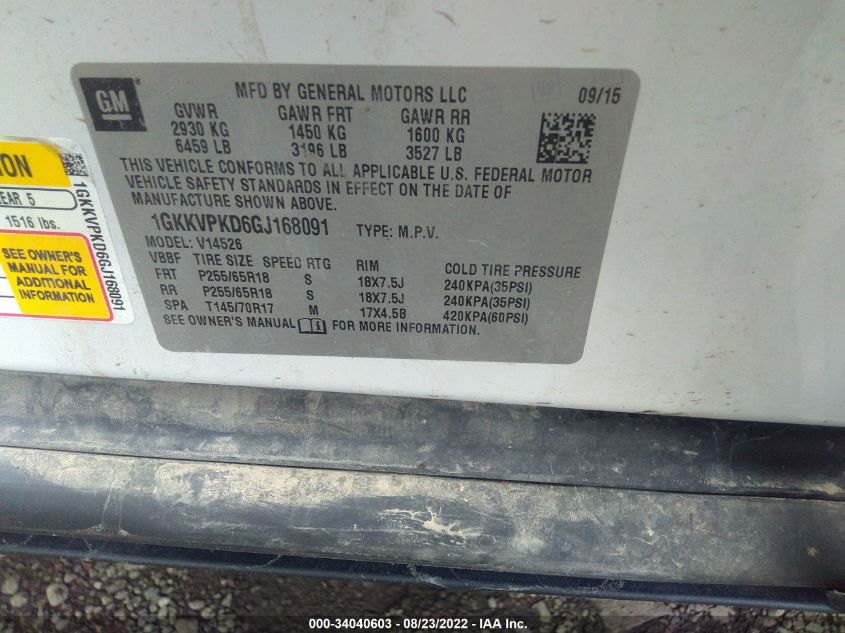 GM
MFD BY GENERAL MOTORS LLC 09/15
GVWR GAWR FRT GAWR RR
2930 KG 1450 KG 1600 KG
6459 LB 3196 LB 3527 LB
THIS VEHICLE CONFORMS TO ALL APPLICABLE U.S. FEDERAL MOTOR
VEHICLE SAFETY STANDARDS IN EFFECT ON THE DATE OF
MANUFACTURE SHOWN ABOVE.
1GKKVPKD6GJ168091 TYPE: M.P.V.
MODEL: V14526
VBBF TIRE SIZE SPEED RTG RIM COLD TIRE PRESSURE
FRT P255/65R18 S 18X7.5J 240KPA(35PSI)
RR P255/65R18 S 18X7.5J 240KPA(35PSI)
SPA T145/70R17 M 17X4.5B 420KPA(60PSI)
SEE OWNER'S MANUAL FOR MORE INFORMATION.
EAR 5
1516 lbs.
SEE OWNER'S
MANUAL FOR
ADDITIONAL
INFORMATION
1GKKVPKD6GJ168091
000-34040603 - 08/23/2022 - © IAA Inc.